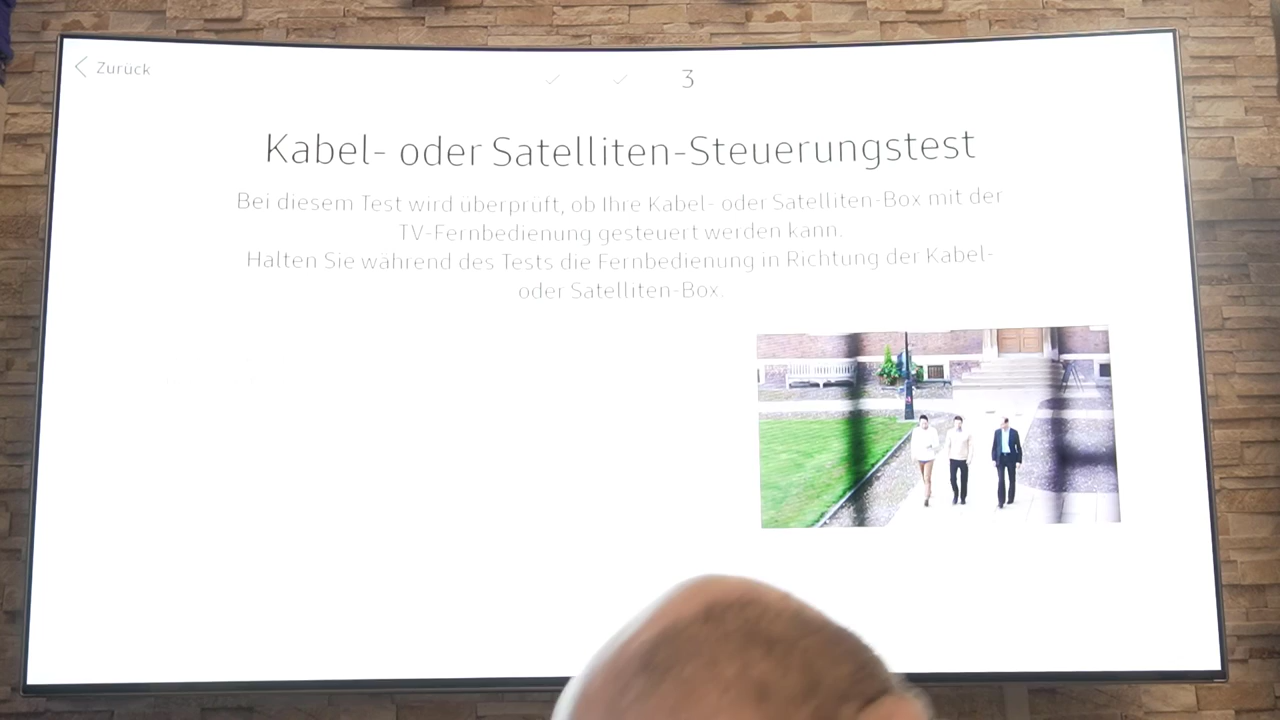 Zurück
3
Kabel- oder Satelliten-Steuerungstest
Bei diesem Test wird überprüft, ob Ihre Kabel- oder Satelliten-Box mit der
TV-Fernbedienung gesteuert werden kann.
Halten Sie während des Tests die Fernbedienung in Richtung der Kabel-
oder Satelliten-Box.